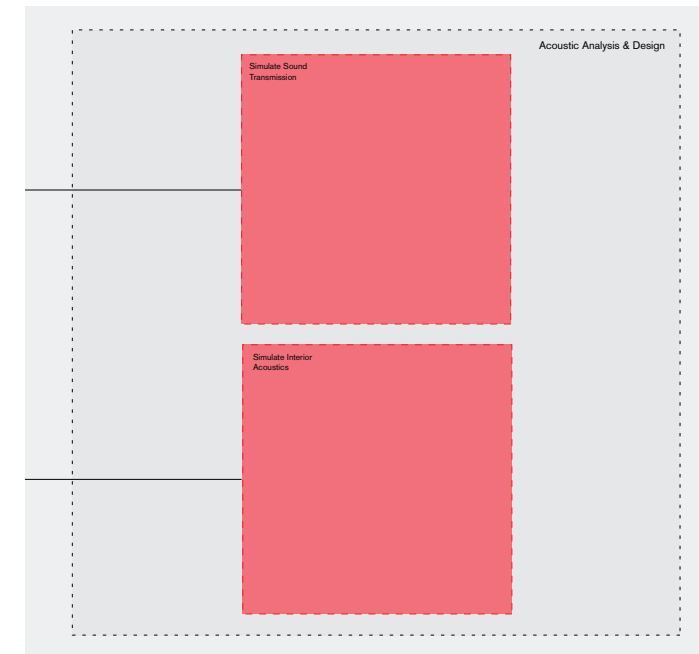 Acoustic Analysis & Design
Simulate Sound
Transmission
Simulate Interior
Acoustics